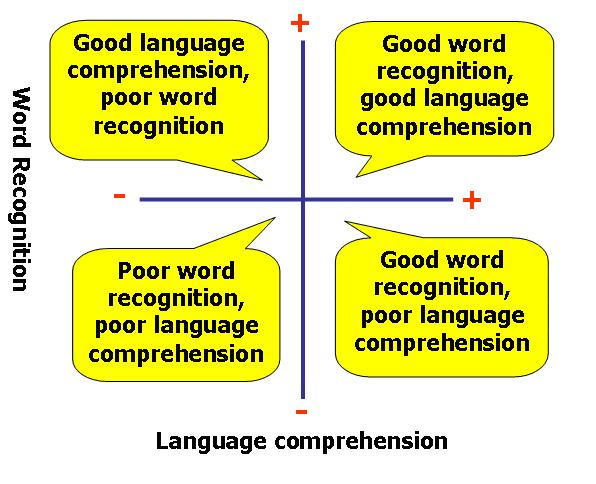 +
Good language
comprehension,
poor word
recognition
Good word
recognition,
good language
comprehension
Word Recognition
-
+
Poor word
recognition,
poor language
comprehension
Good word
recognition,
poor language
comprehension
-
Language comprehension